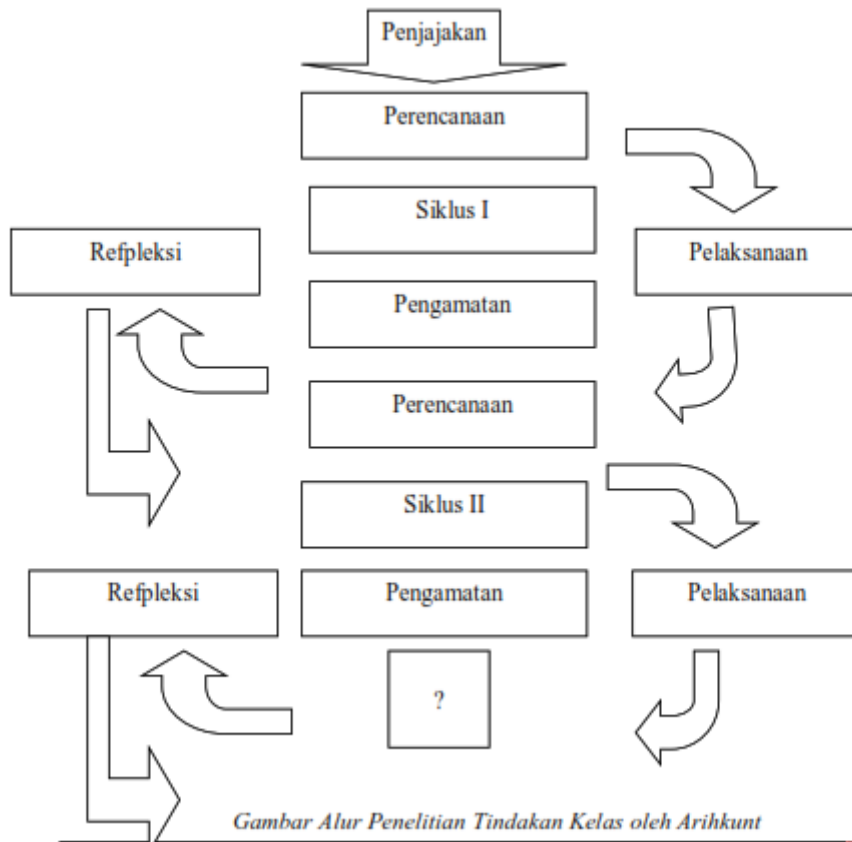 Penjajakan
Perencanaan
Siklus I
Refpleksi
Pelaksanaan
Pengamatan
Perencanaan
Siklus II
Refpleksi
Pengamatan
Pelaksanaan
?
Gambar Alur Penelitian Tindakan Kelas oleh Arihkunt